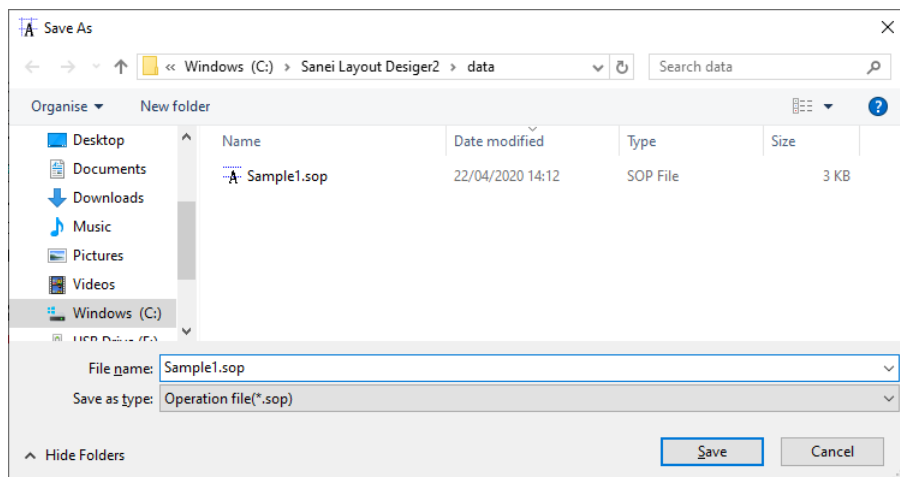 Save As
« Windows (C:) › Sanei Layout Desiger2 › data
Search data
Organise
New folder
Desktop
Documents
Downloads
Music
Pictures
Videos
Windows (C:)
Name Date modified Type Size
Sample1.sop 22/04/2020 14:12 SOP File 3 KB
File name: Sample1.sop
Save as type: Operation file(*.sop)
Hide Folders
Save
Cancel